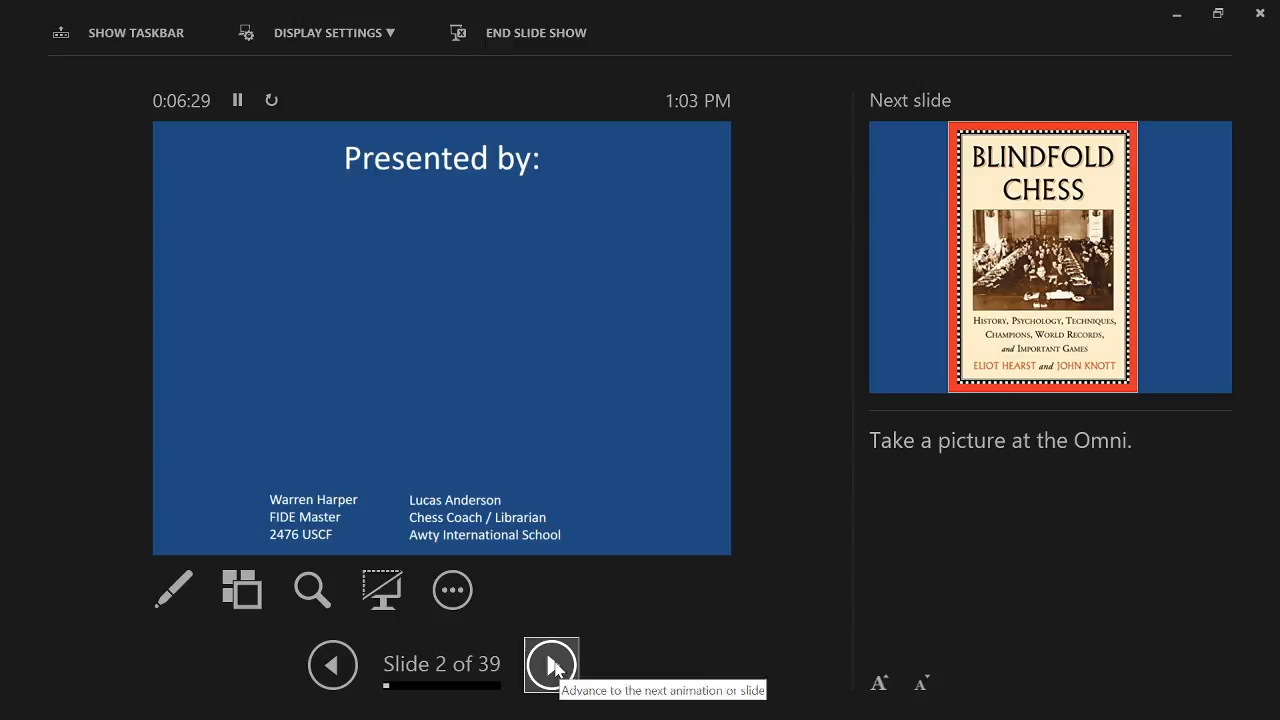 SHOW TASKBAR
DISPLAY SETTINGS ▼
END SLIDE SHOW
0:06:29
1:03 PM
Presented by:
Warren Harper
FIDE Master
2476 USCF
Lucas Anderson
Chess Coach / Librarian
Awty International School
Slide 2 of 39
Advance to the next animation or slide
Next slide
BLINDFOLD
CHESS
HISTORY, PSYCHOLOGY, TECHNIQUES,
CHAMPIONS, WORLD RECORDS,
and IMPORTANT GAMES
ELIOT HEARST and JOHN KNOTT
Take a picture at the Omni.
A A